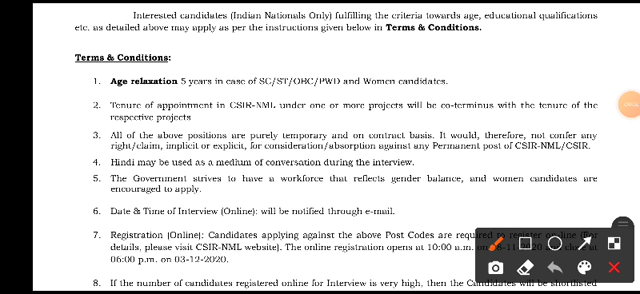 Interested candidates (Indian Nationals Only) fulfilling the criteria towards age, educational qualifications
etc. as detailed above may apply as per the instructions given below in Terms & Conditions.
Terms & Conditions:
1. Age relaxation 5 years in case of SC/ST/OBC/PWD and Women candidates.
2. Tenure of appointment in CSIR-NML under one or more projects will be co-terminus with the tenure of the
respective projects
3. All of the above positions are purely temporary and on contract basis. It would, therefore, not confer any
right/claim, implicit or explicit, for consideration/absorption against any Permanent post of CSIR-NML/CSIR.
4. Hindi may be used as a medium of conversation during the interview.
5. The Government strives to have a workforce that reflects gender balance, and women candidates are
encouraged to apply.
6. Date & Time of Interview (Online): will be notified through e-mail.
7. Registration (Online): Candidates applying against the above Post Codes are required to register on-line (For
details, please visit CSIR-NML website). The online registration opens at 10:00 a.m. on
06:00 p.m. on 03-12-2020.
8. If the number of candidates registered online for Interview is very high, then the Candidates will be shortlisted